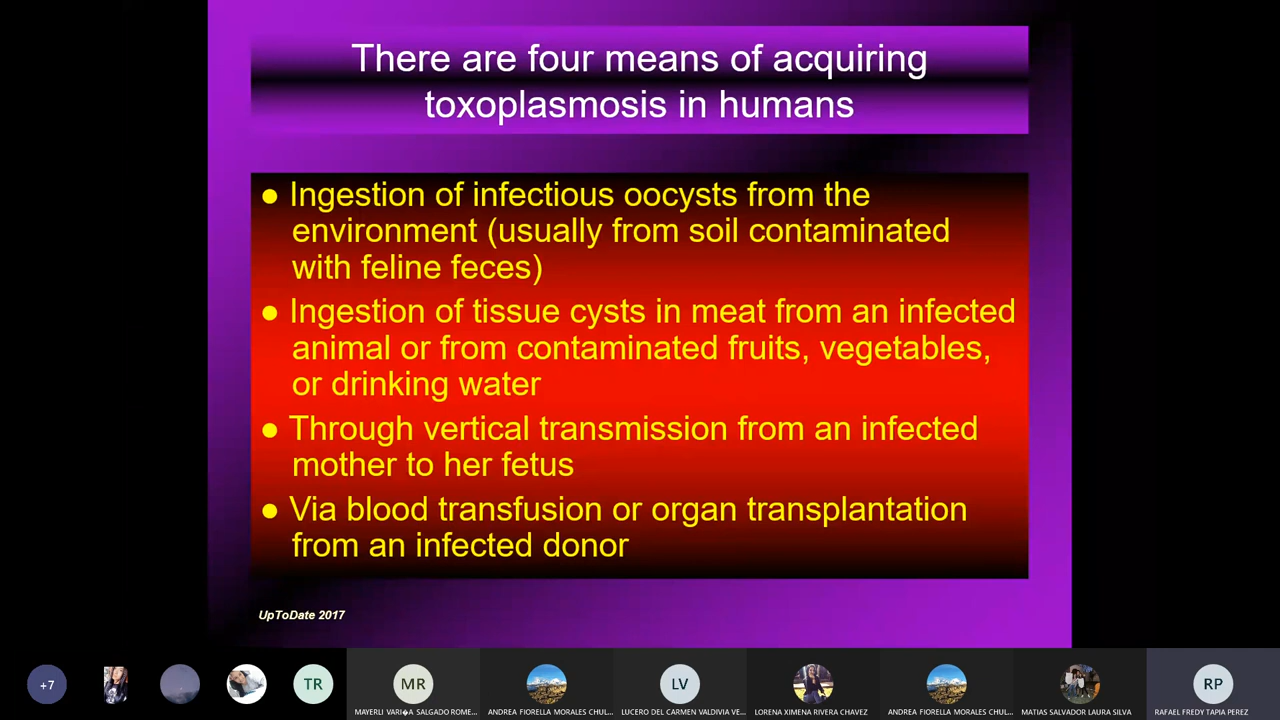 There are four means of acquiring
toxoplasmosis in humans
● Ingestion of infectious oocysts from the
environment (usually from soil contaminated
with feline feces)
● Ingestion of tissue cysts in meat from an infected
animal or from contaminated fruits, vegetables,
or drinking water
● Through vertical transmission from an infected
mother to her fetus
● Via blood transfusion or organ transplantation
from an infected donor
UpToDate 2017
+7
TR
MR
LV
RP
MAYERLI VARI�A SALGADO ROME...
ANDREA FIORELLA MORALES CHUL...
LUCERO DEL CARMEN VALDIVIA VE...
LORENA XIMENA RIVERA CHAVEZ
ANDREA FIORELLA MORALES CHUL...
MATIAS SALVADOR LAURA SILVA
RAFAEL FREDY TAPIA PEREZ